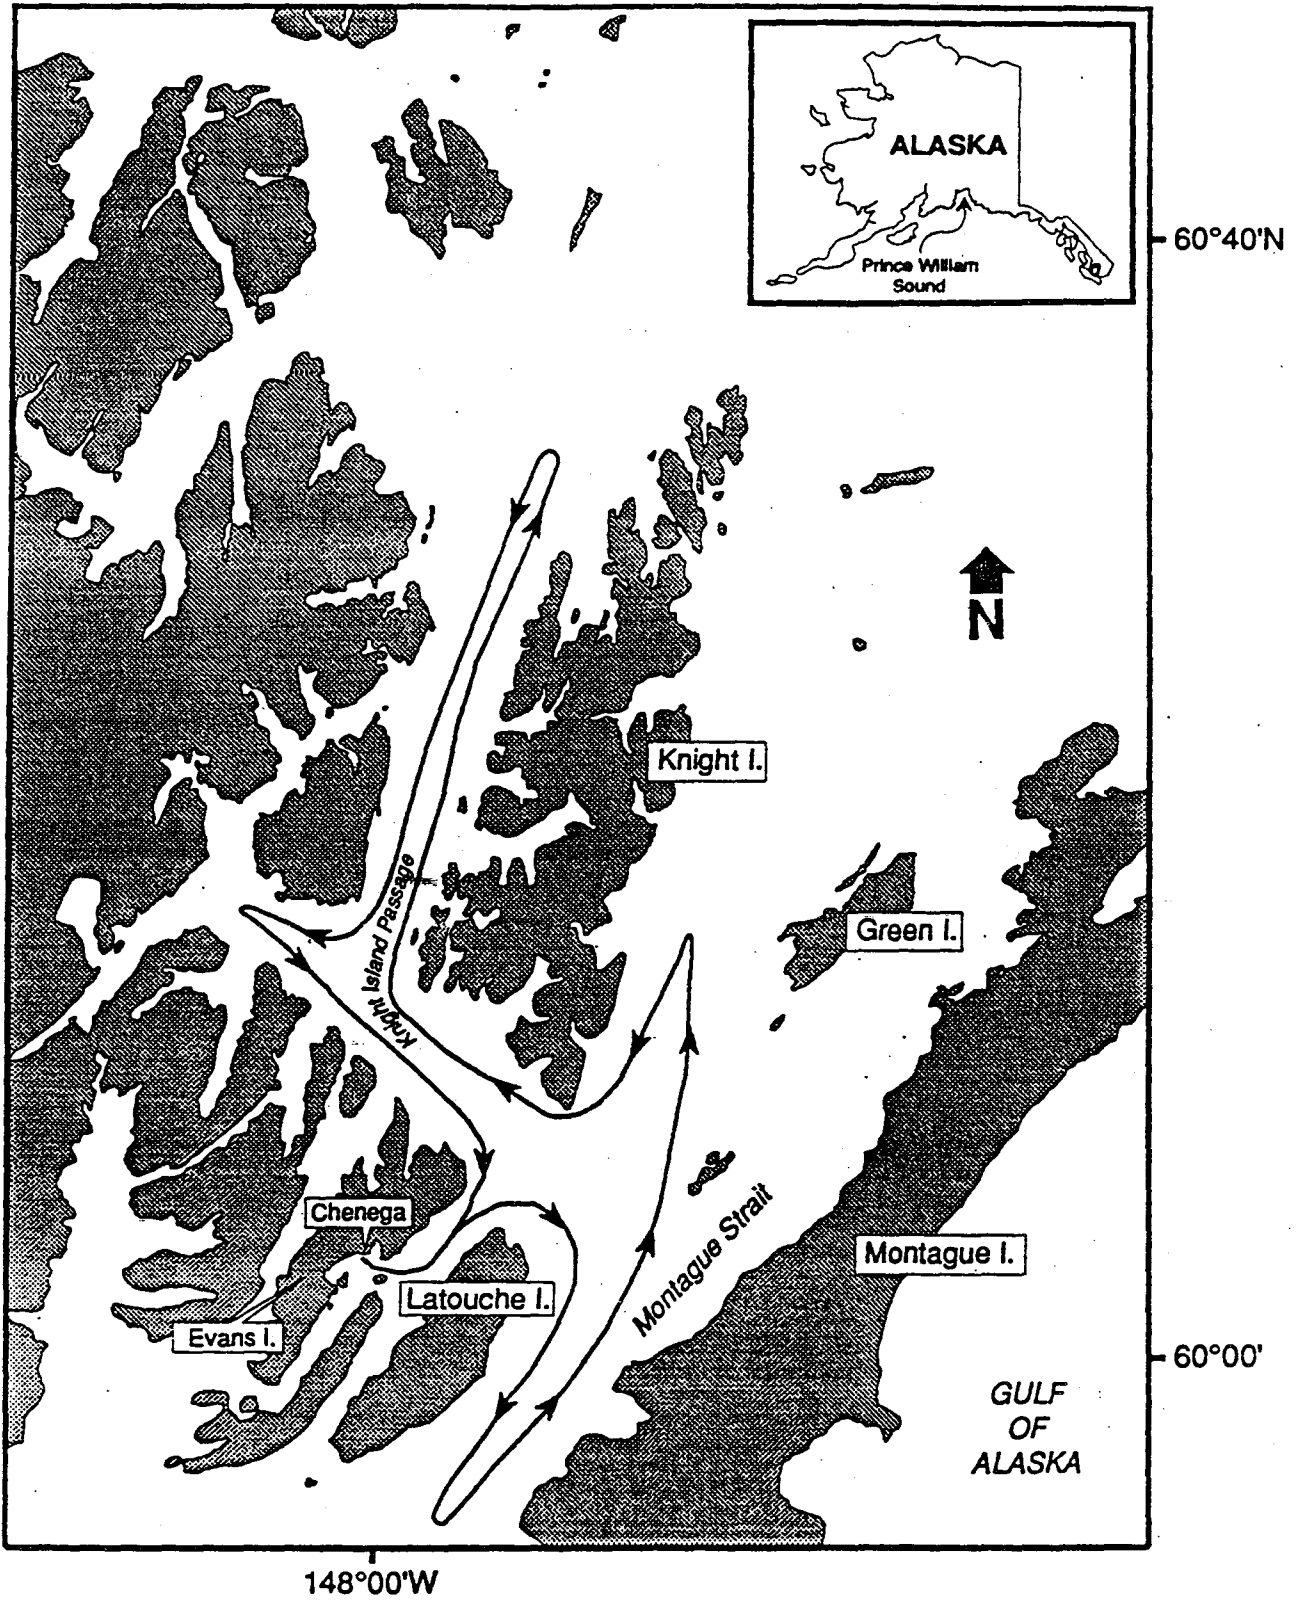 ALASKA
Prince William
Sound
60°40'N
N
Knight I.
Knight Island Passage
Green I.
Chenega
Montague Strait
Montague I.
Latouche I.
Evans I.
60°00'
GULF
OF
ALASKA
148°00'W